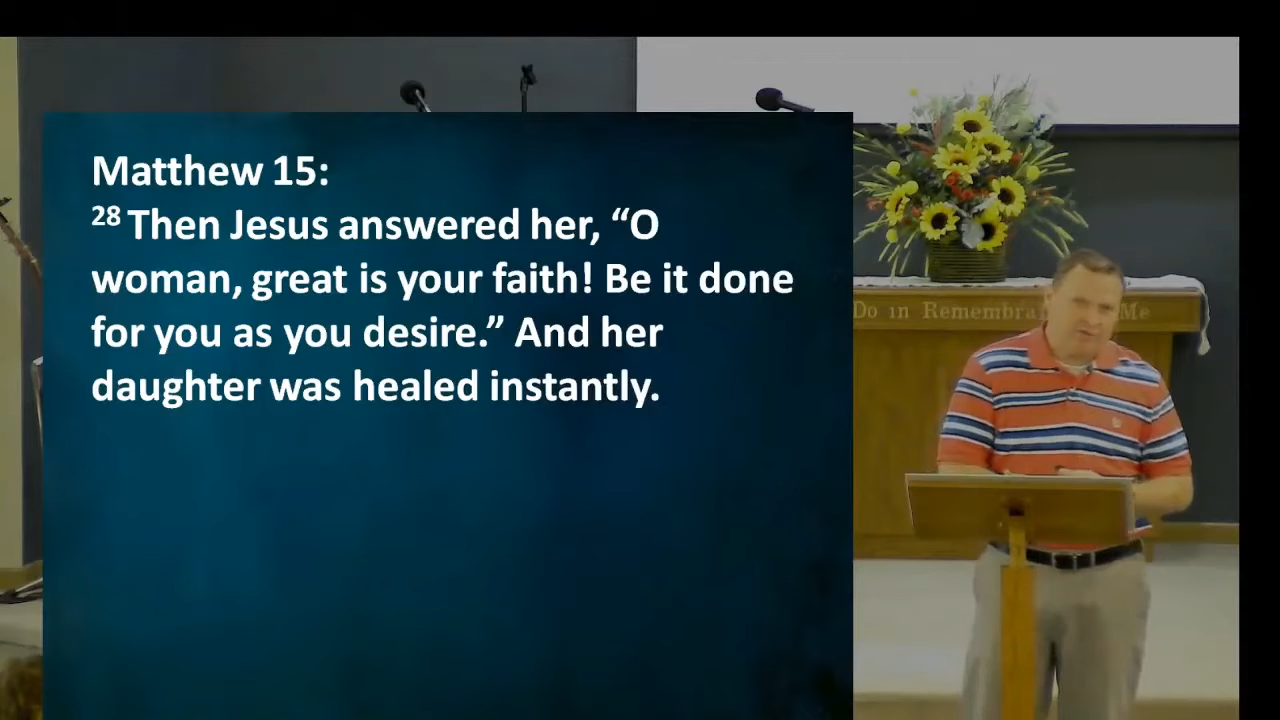 Matthew 15:
28 Then Jesus answered her, “O
woman, great is your faith! Be it done
for you as you desire.” And her
daughter was healed instantly.
Do in Remembra
Me